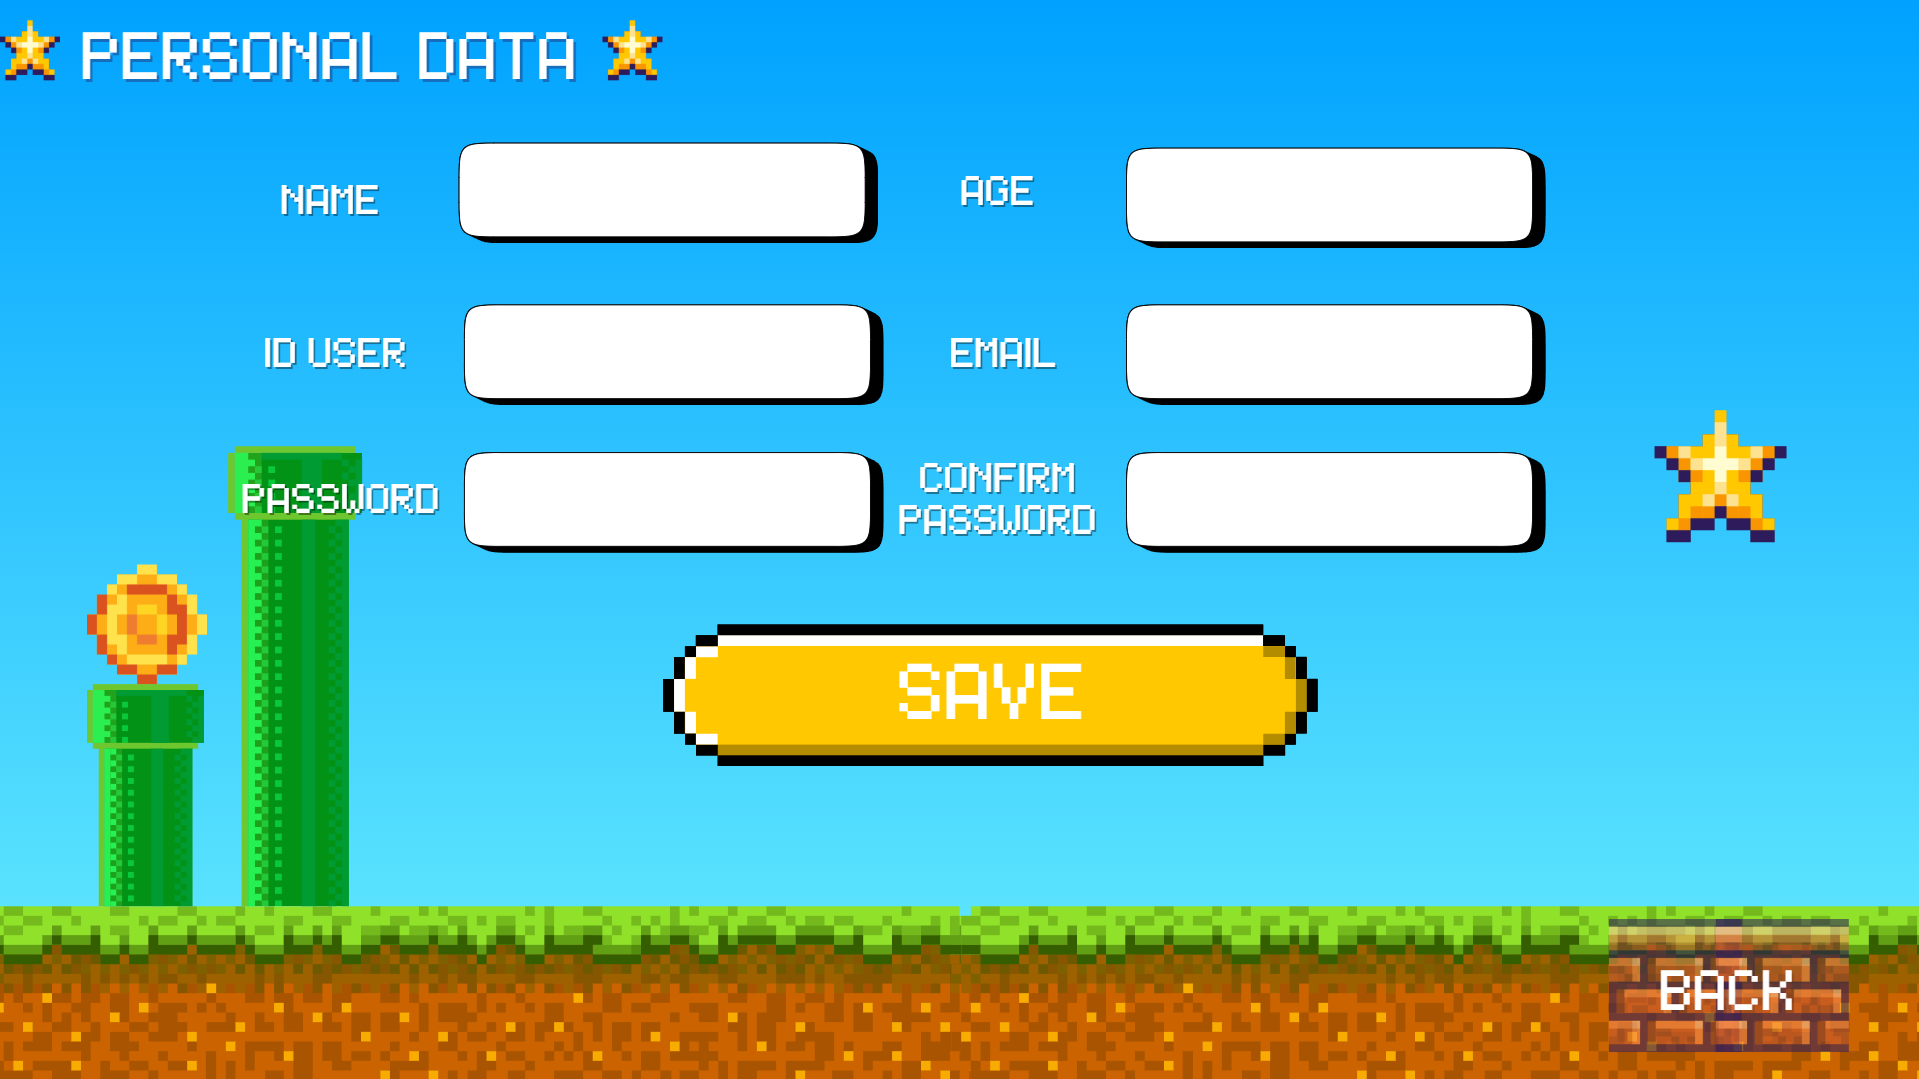 PERSONAL DATA
NAME
AGE
ID USER
EMAIL
PASSWORD
CONFIRM
PASSWORD
SAVE
BACK